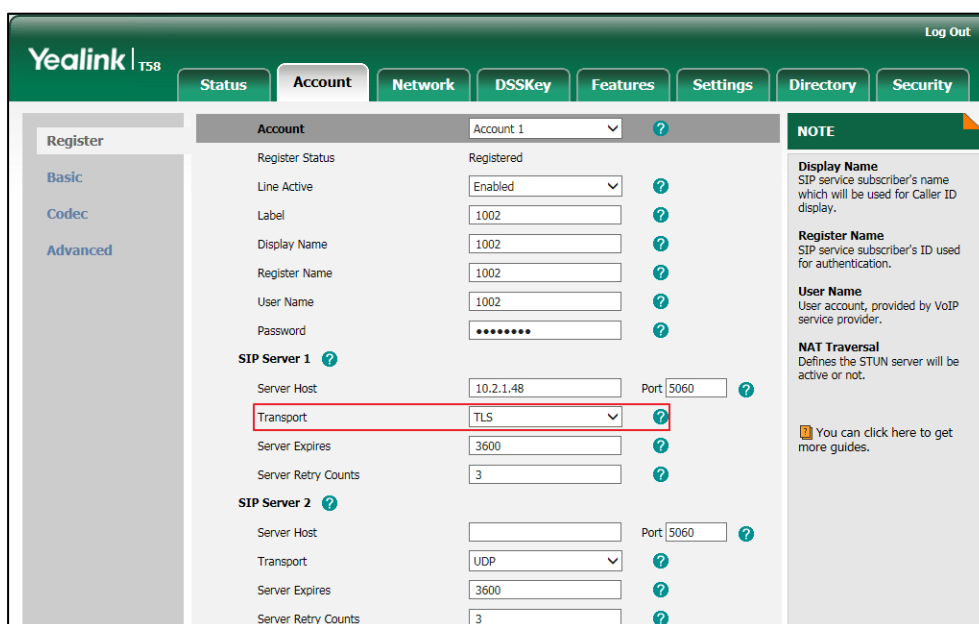 Log Out
Yealink | T58
Status Account Network DSSKey Features Settings Directory Security
Register
Basic
Codec
Advanced
Account Account 1 ?
Register Status Registered
Line Active Enabled ?
Label 1002 ?
Display Name 1002 ?
Register Name 1002 ?
User Name 1002 ?
Password •••••••• ?
SIP Server 1 ?
Server Host 10.2.1.48 Port 5060 ?
Transport TLS ?
Server Expires 3600 ?
Server Retry Counts 3 ?
SIP Server 2 ?
Server Host Port 5060 ?
Transport UDP ?
Server Expires 3600 ?
Server Retry Counts 3 ?
NOTE
Display Name
SIP service subscriber's name
which will be used for Caller ID
display.
Register Name
SIP service subscriber's ID used
for authentication.
User Name
User account, provided by VoIP
service provider.
NAT Traversal
Defines the STUN server will be
active or not.
? You can click here to get
more guides.